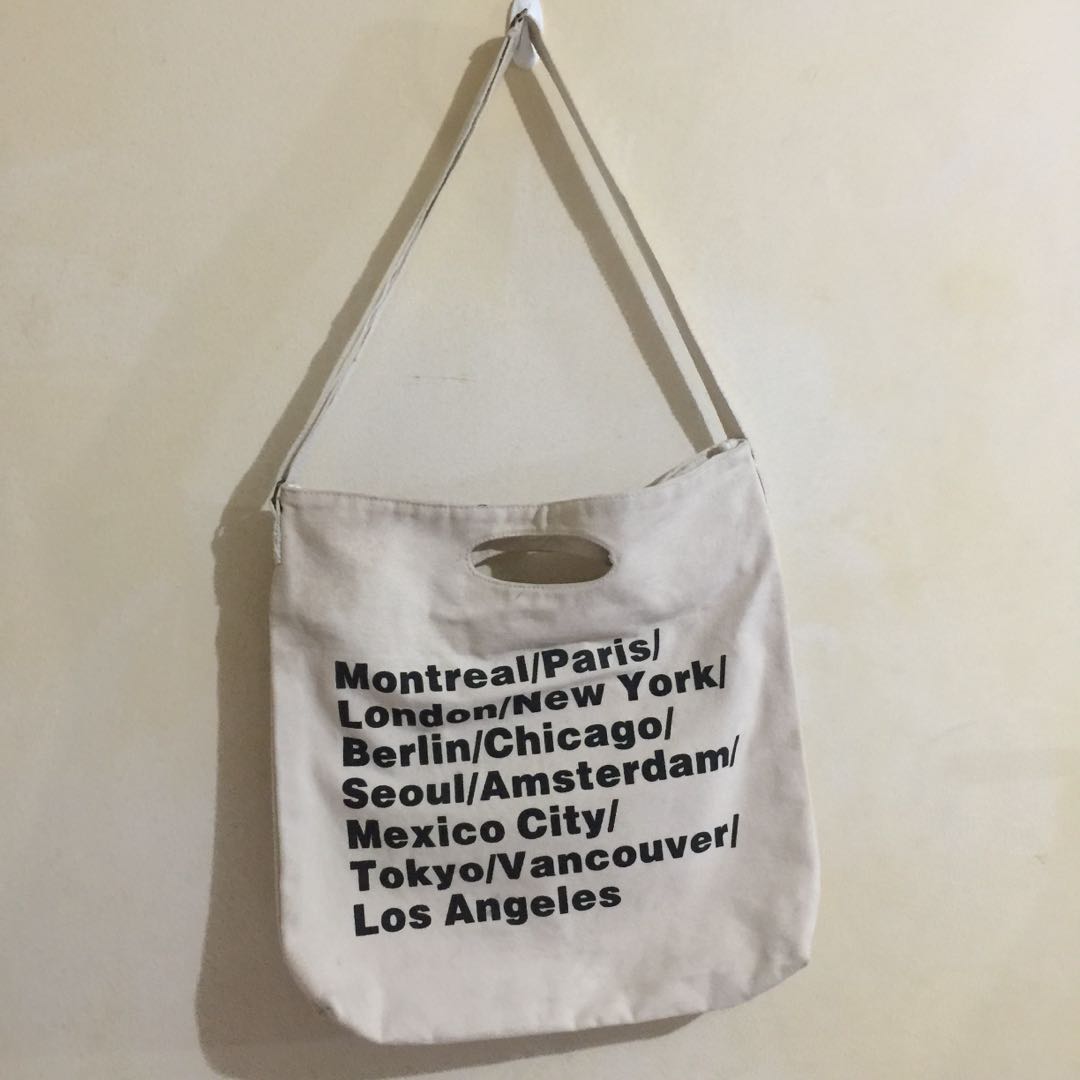 Montreal/Paris/
London/New York/
Berlin/Chicago/
Seoul/Amsterdam/
Mexico City/
Tokyo/Vancouver/
Los Angeles